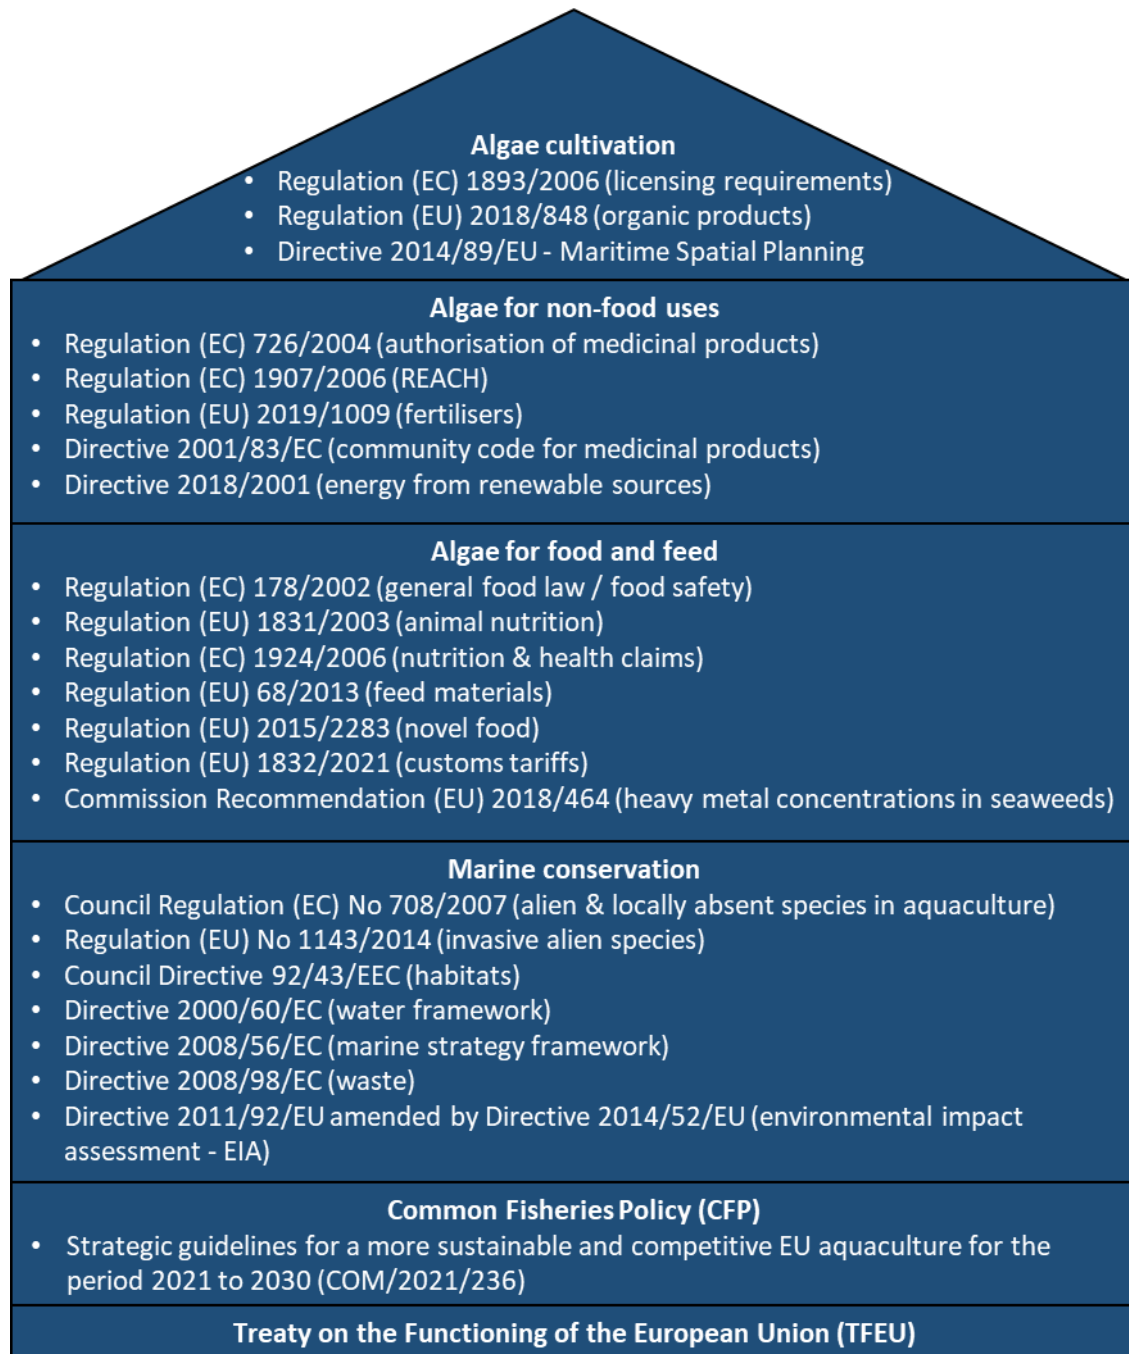 Algae cultivation
• Regulation (EC) 1893/2006 (licensing requirements)
• Regulation (EU) 2018/848 (organic products)
• Directive 2014/89/EU - Maritime Spatial Planning
Algae for non-food uses
• Regulation (EC) 726/2004 (authorisation of medicinal products)
• Regulation (EC) 1907/2006 (REACH)
• Regulation (EU) 2019/1009 (fertilisers)
• Directive 2001/83/EC (community code for medicinal products)
• Directive 2018/2001 (energy from renewable sources)
Algae for food and feed
• Regulation (EC) 178/2002 (general food law / food safety)
• Regulation (EU) 1831/2003 (animal nutrition)
• Regulation (EC) 1924/2006 (nutrition & health claims)
• Regulation (EU) 68/2013 (feed materials)
• Regulation (EU) 2015/2283 (novel food)
• Regulation (EU) 1832/2021 (customs tariffs)
• Commission Recommendation (EU) 2018/464 (heavy metal concentrations in seaweeds)
Marine conservation
• Council Regulation (EC) No 708/2007 (alien & locally absent species in aquaculture)
• Regulation (EU) No 1143/2014 (invasive alien species)
• Council Directive 92/43/EEC (habitats)
• Directive 2000/60/EC (water framework)
• Directive 2008/56/EC (marine strategy framework)
• Directive 2008/98/EC (waste)
• Directive 2011/92/EU amended by Directive 2014/52/EU (environmental impact
assessment - EIA)
Common Fisheries Policy (CFP)
• Strategic guidelines for a more sustainable and competitive EU aquaculture for the
period 2021 to 2030 (COM/2021/236)
Treaty on the Functioning of the European Union (TFEU)